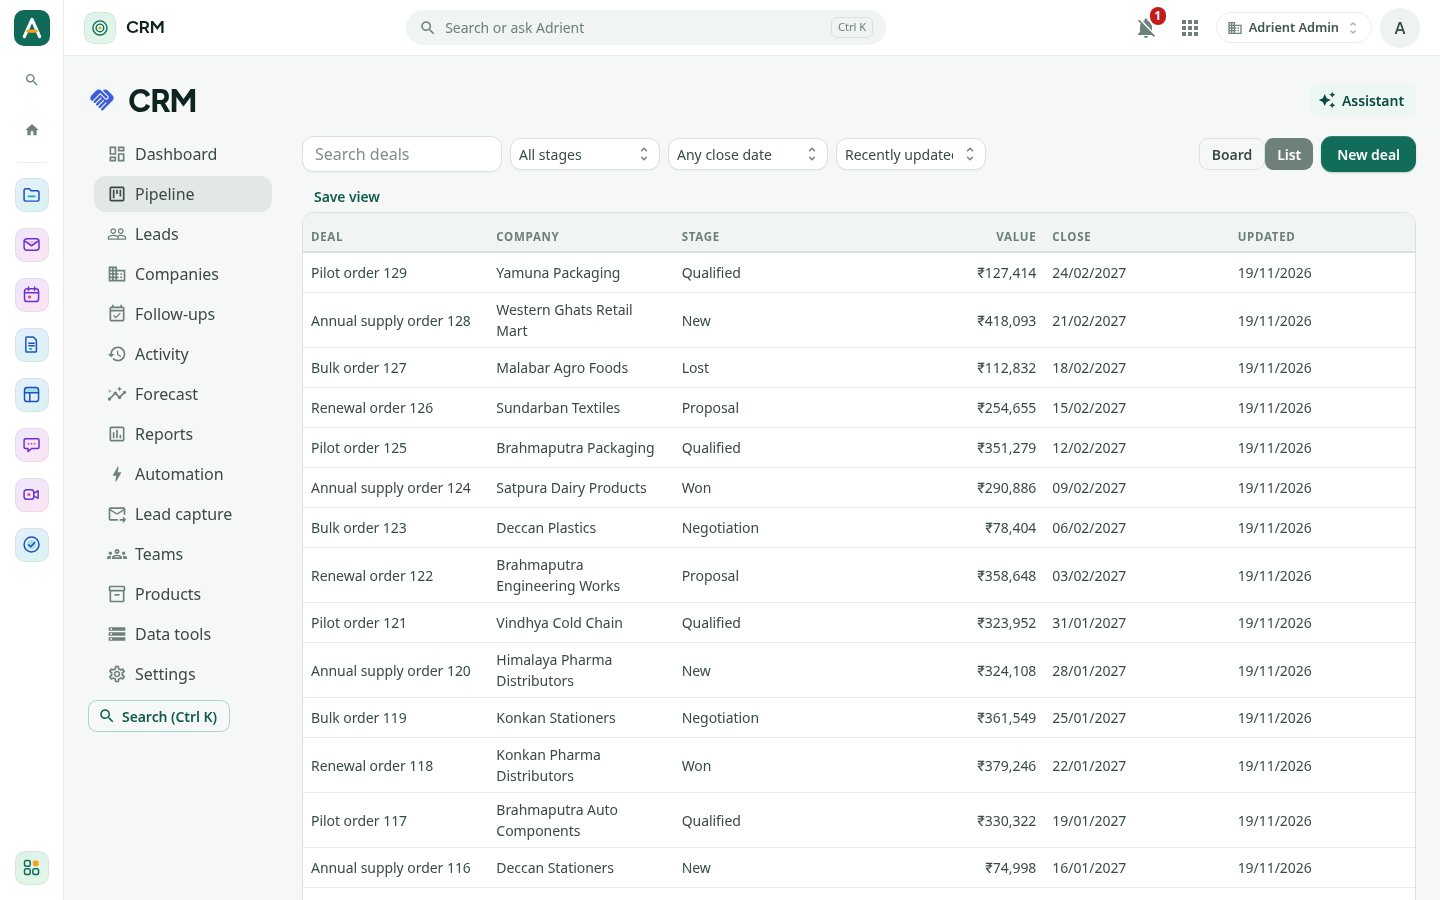 CRM
Search or ask Adrient
Ctrl K
1
Adrient Admin
A
CRM
Assistant
Dashboard
Pipeline
Leads
Companies
Follow-ups
Activity
Forecast
Reports
Automation
Lead capture
Teams
Products
Data tools
Settings
Search (Ctrl K)
Search deals
All stages
Any close date
Recently update
Board
List
New deal
Save view
DEAL COMPANY STAGE VALUE CLOSE UPDATED
Pilot order 129 Yamuna Packaging Qualified ₹127,414 24/02/2027 19/11/2026
Annual supply order 128 Western Ghats Retail Mart New ₹418,093 21/02/2027 19/11/2026
Bulk order 127 Malabar Agro Foods Lost ₹112,832 18/02/2027 19/11/2026
Renewal order 126 Sundarban Textiles Proposal ₹254,655 15/02/2027 19/11/2026
Pilot order 125 Brahmaputra Packaging Qualified ₹351,279 12/02/2027 19/11/2026
Annual supply order 124 Satpura Dairy Products Won ₹290,886 09/02/2027 19/11/2026
Bulk order 123 Deccan Plastics Negotiation ₹78,404 06/02/2027 19/11/2026
Renewal order 122 Brahmaputra Engineering Works Proposal ₹358,648 03/02/2027 19/11/2026
Pilot order 121 Vindhya Cold Chain Qualified ₹323,952 31/01/2027 19/11/2026
Annual supply order 120 Himalaya Pharma Distributors New ₹324,108 28/01/2027 19/11/2026
Bulk order 119 Konkan Stationers Negotiation ₹361,549 25/01/2027 19/11/2026
Renewal order 118 Konkan Pharma Distributors Won ₹379,246 22/01/2027 19/11/2026
Pilot order 117 Brahmaputra Auto Components Qualified ₹330,322 19/01/2027 19/11/2026
Annual supply order 116 Deccan Stationers New ₹74,998 16/01/2027 19/11/2026